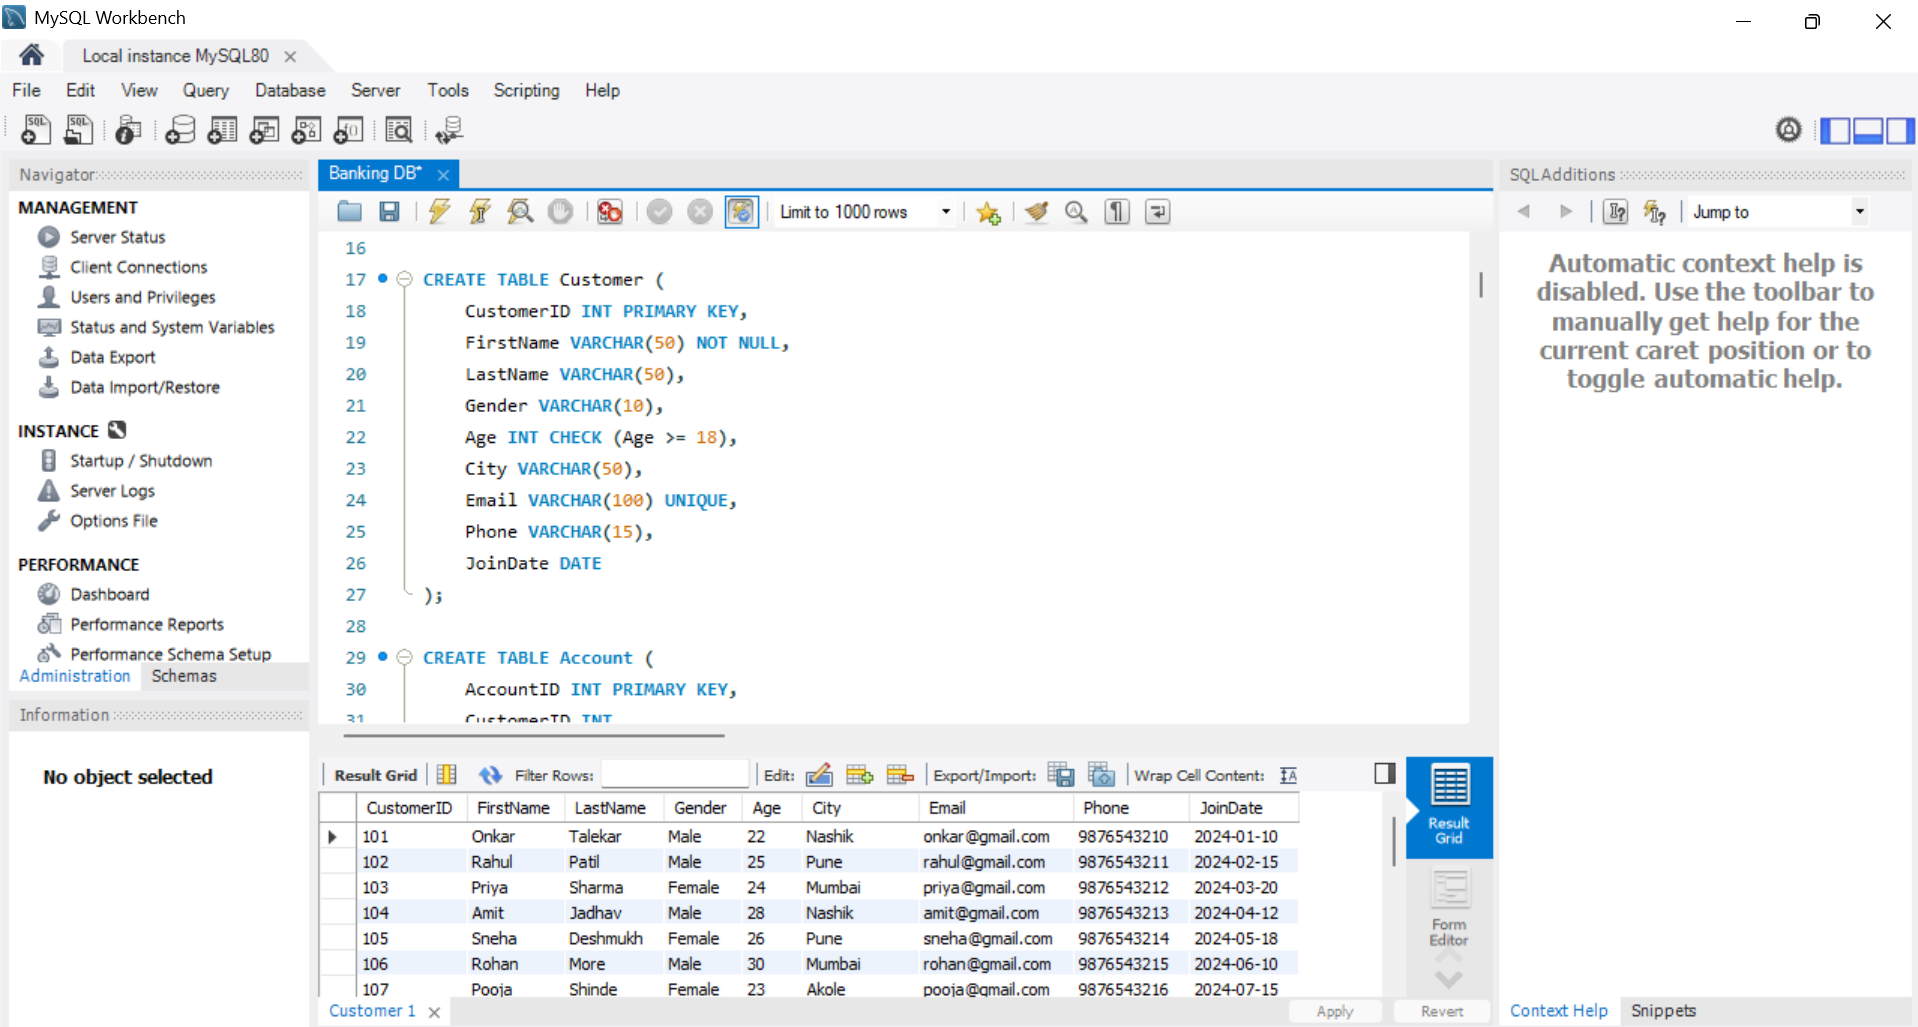 MySQL Workbench
Local instance MySQL80
File Edit View Query Database Server Tools Scripting Help
Navigator
MANAGEMENT
Server Status
Client Connections
Users and Privileges
Status and System Variables
Data Export
Data Import/Restore
INSTANCE
Startup / Shutdown
Server Logs
Options File
PERFORMANCE
Dashboard
Performance Reports
Performance Schema Setup
Administration Schemas
Information
No object selected
Banking DB*
Limit to 1000 rows
16
17 CREATE TABLE Customer (
18 CustomerID INT PRIMARY KEY,
19 FirstName VARCHAR(50) NOT NULL,
20 LastName VARCHAR(50),
21 Gender VARCHAR(10),
22 Age INT CHECK (Age >= 18),
23 City VARCHAR(50),
24 Email VARCHAR(100) UNIQUE,
25 Phone VARCHAR(15),
26 JoinDate DATE
27 );
28
29 CREATE TABLE Account (
30 AccountID INT PRIMARY KEY,
31 CustomerID INT
Result Grid Filter Rows: Edit: Export/Import: Wrap Cell Content: IA
CustomerID FirstName LastName Gender Age City Email Phone JoinDate
101 Onkar Talekar Male 22 Nashik onkar@gmail.com 9876543210 2024-01-10
102 Rahul Patil Male 25 Pune rahul@gmail.com 9876543211 2024-02-15
103 Priya Sharma Female 24 Mumbai priya@gmail.com 9876543212 2024-03-20
104 Amit Jadhav Male 28 Nashik amit@gmail.com 9876543213 2024-04-12
105 Sneha Deshmukh Female 26 Pune sneha@gmail.com 9876543214 2024-05-18
106 Rohan More Male 30 Mumbai rohan@gmail.com 9876543215 2024-06-10
107 Pooja Shinde Female 23 Akole pooja@gmail.com 9876543216 2024-07-15
Result
Grid
Form
Editor
Customer 1
Apply Revert
SQLAdditions
Jump to
Automatic context help is
disabled. Use the toolbar to
manually get help for the
current caret position or to
toggle automatic help.
Context Help Snippets